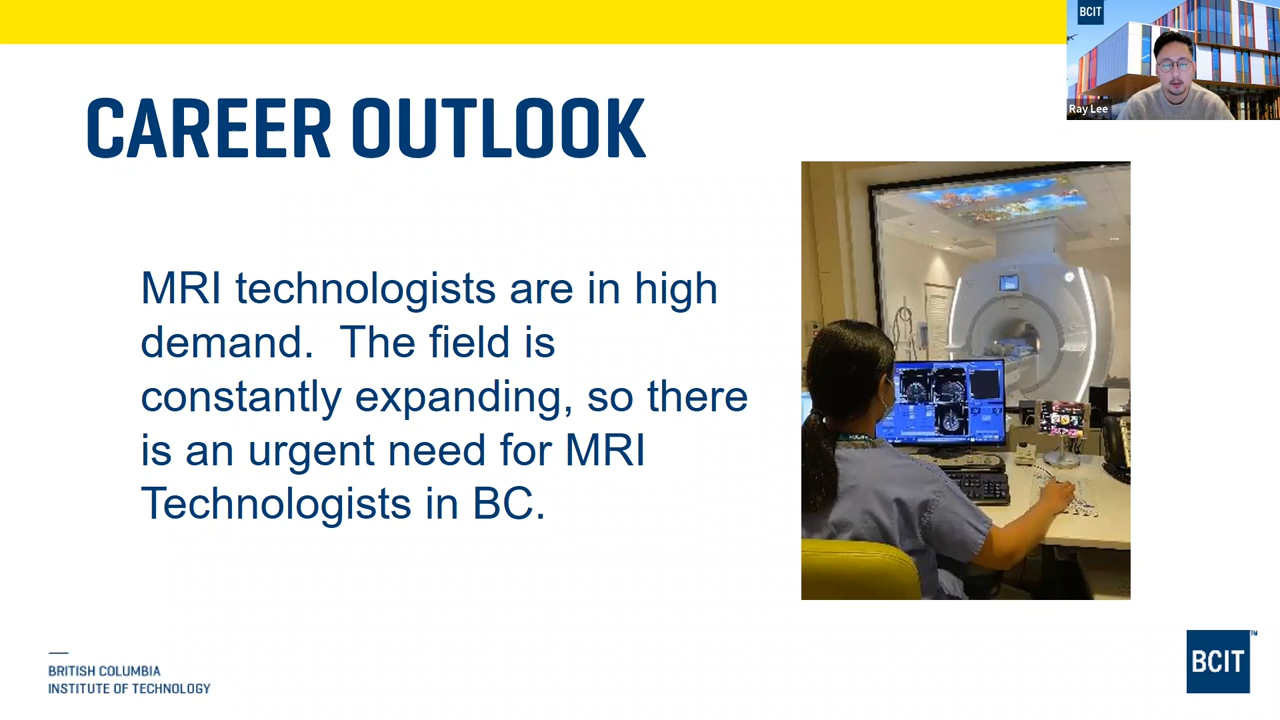 BCIT
Ray Lee
CAREER OUTLOOK
MRI technologists are in high
demand.  The field is
constantly expanding, so there
is an urgent need for MRI
Technologists in BC.
BRITISH COLUMBIA
INSTITUTE OF TECHNOLOGY
BCIT™